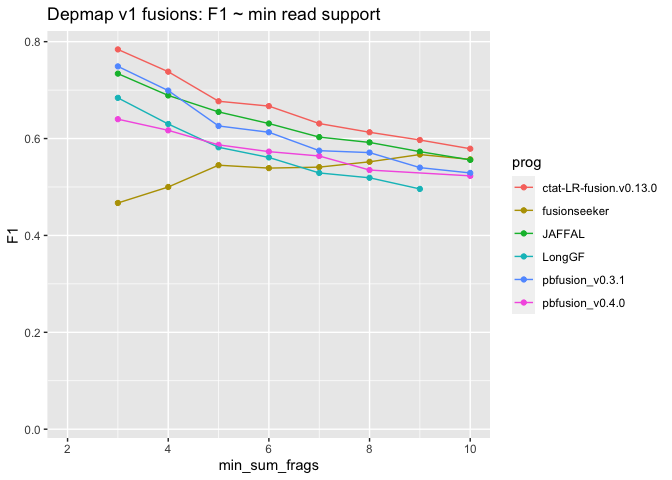 Depmap v1 fusions: F1 ~ min read support
0.8
0.6
0.4
0.2
0.0
F1
2 4 6 8 10
min_sum_frags
prog
ctat-LR-fusion.v0.13.0
fusionseeker
JAFFAL
LongGF
pbfusion_v0.3.1
pbfusion_v0.4.0